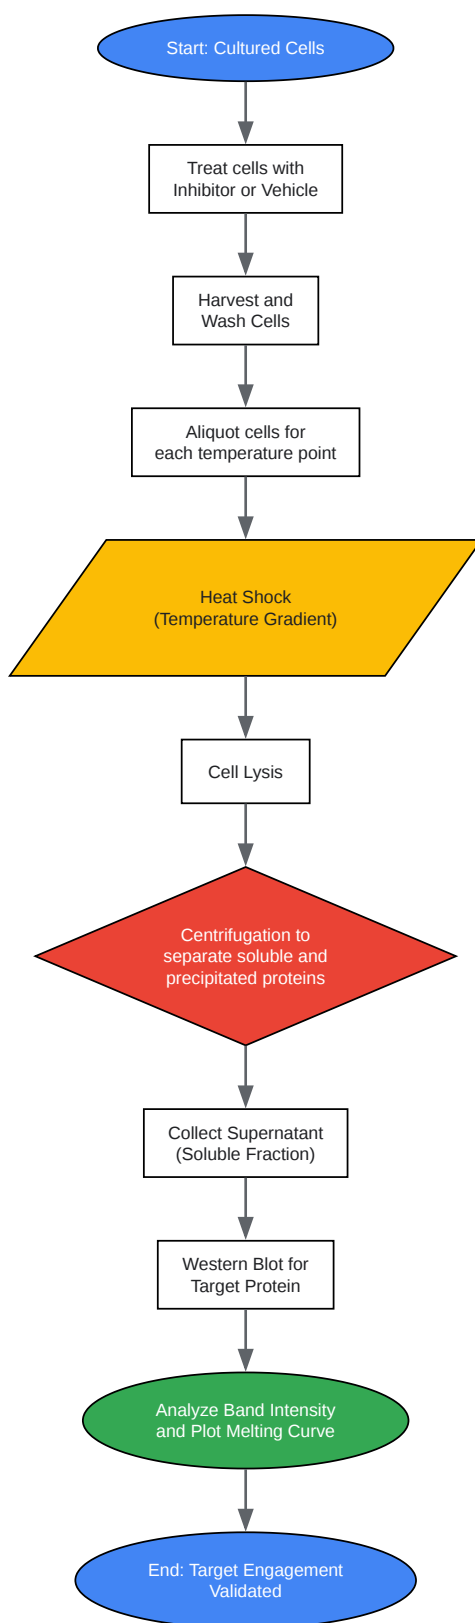 Start: Cultured Cells
Treat cells with
Inhibitor or Vehicle
Harvest and
Wash Cells
Aliquot cells for
each temperature point
Heat Shock
(Temperature Gradient)
Cell Lysis
Centrifugation to
separate soluble and
precipitated proteins
Collect Supernatant
(Soluble Fraction)
Western Blot for
Target Protein
Analyze Band Intensity
and Plot Melting Curve
End: Target Engagement
Validated